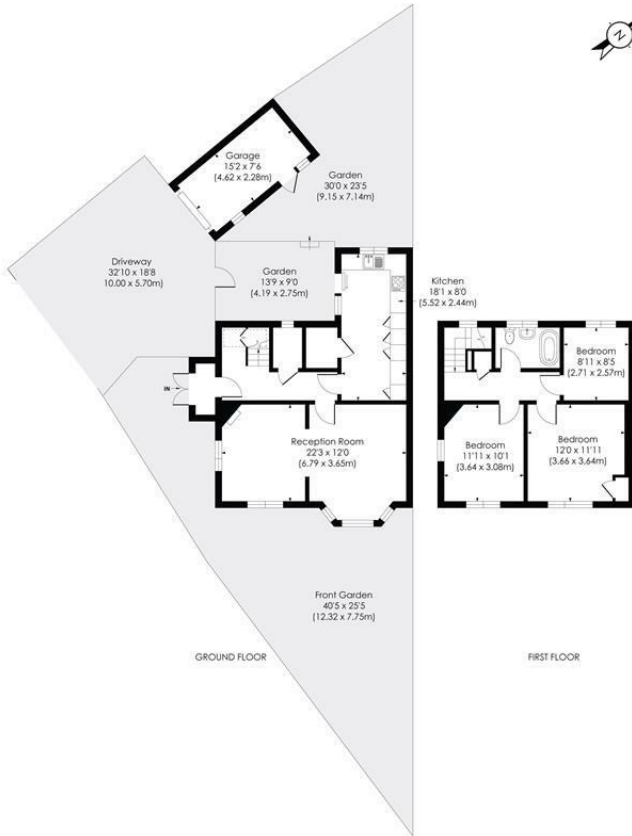 N
Garage
15'2 x 7'6
(4.62 x 2.28m)
Garden
30'0 x 23'5
(9.15 x 7.14m)
Driveway
32'10 x 18'8
10.00 x 5.70m)
Garden
13'9 x 9'0
(4.19 x 2.75m)
Kitchen
18'1 x 8'0
(5.52 x 2.44m)
IN
Reception Room
22'3 x 12'0
(6.79 x 3.65m)
Bedroom
8'11 x 8'5
(2.71 x 2.57m)
Bedroom
11'11 x 10'1
(3.64 x 3.08m)
Bedroom
12'0 x 11'11
(3.66 x 3.64m)
Front Garden
40'5 x 25'5
(12.32 x 7.75m)
GROUND FLOOR
FIRST FLOOR